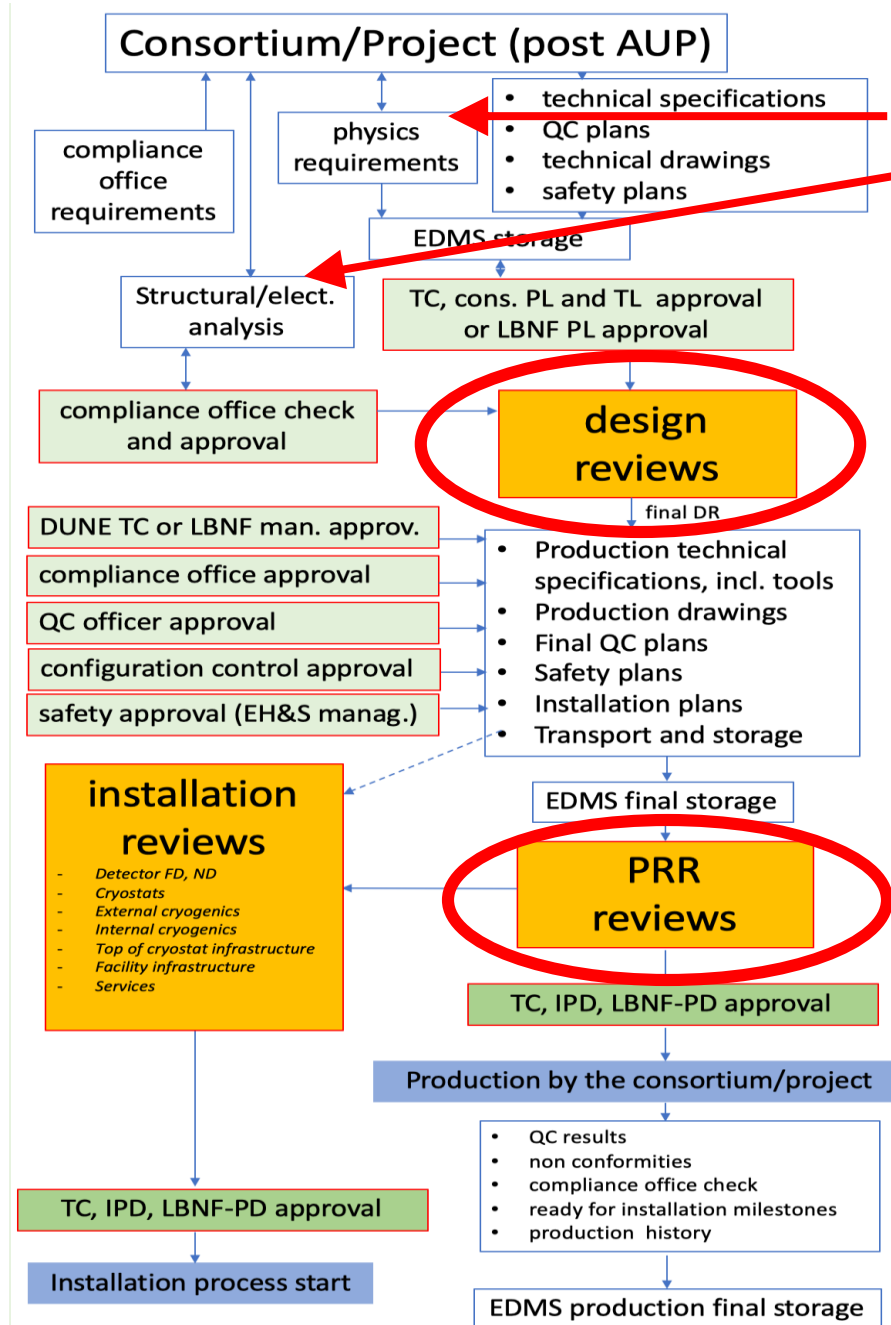 Consortium/Project (post AUP)
compliance
office
requirements
physics
requirements
• technical specifications
• QC plans
• technical drawings
• safety plans
EDMS storage
Structural/elect.
analysis
TC, cons. PL and TL approval
or LBNF PL approval
compliance office check
and approval
design
reviews
final DR
DUNE TC or LBNF man. approv.
compliance office approval
QC officer approval
configuration control approval
safety approval (EH&S manag.)
• Production technical
specifications, incl. tools
• Production drawings
• Final QC plans
• Safety plans
• Installation plans
• Transport and storage
EDMS final storage
installation
reviews
- Detector FD, ND
- Cryostats
- External cryogenics
- Internal cryogenics
- Top of cryostat infrastructure
- Facility infrastructure
- Services
PRR
reviews
TC, IPD, LBNF-PD approval
Production by the consortium/project
• QC results
• non conformities
• compliance office check
• ready for installation milestones
• production history
TC, IPD, LBNF-PD approval
Installation process start
EDMS production final storage